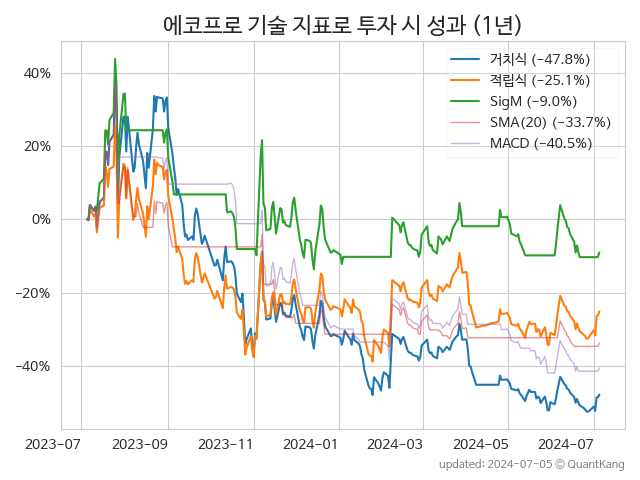 에코프로 기술 지표로 투자 시 성과 (1년)
거치식 (−47.8%)
적립식 (−25.1%)
SigM (−9.0%)
SMA(20) (−33.7%)
MACD (−40.5%)
40%
20%
0%
−20%
−40%
2023−07 2023−09 2023−11 2024−01 2024−03 2024−05 2024−07
updated: 2024−07−05 ⓒ QuantKang